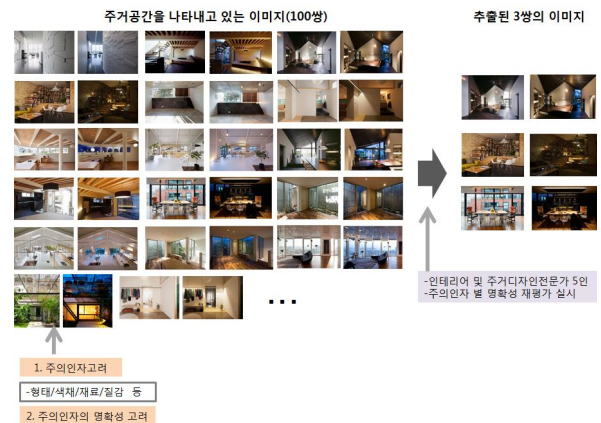 주거공간을 나타내고 있는 이미지(100쌍)
추출된 3쌍의 이미지
...
-인테리어 및 주거디자인전문가 5인
-주의인자 별 명확성 재평가 실시
1. 주의인자고려
-형태/색채/재료/질감 등
2. 주의인자의 명확성 고려